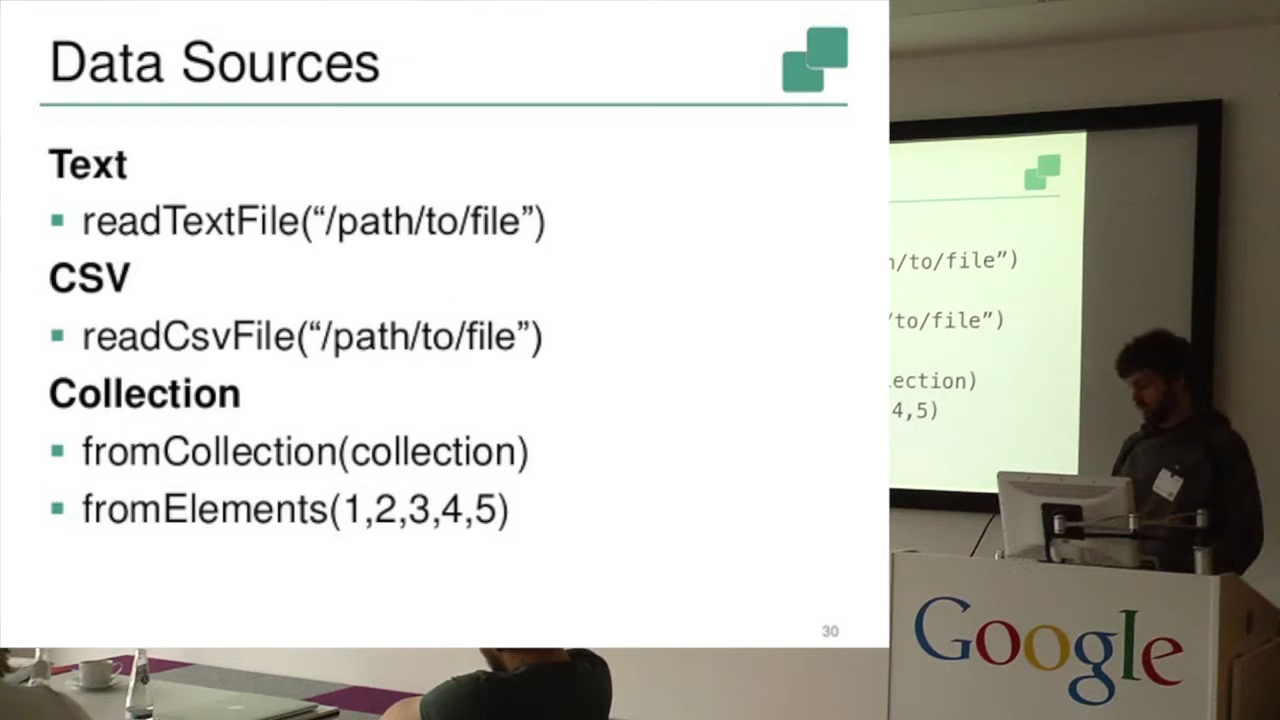 Data Sources
Text
▪ readTextFile(“/path/to/file”)
CSV
▪ readCsvFile(“/path/to/file”)
Collection
▪ fromCollection(collection)
▪ fromElements(1,2,3,4,5)
30
/to/file”)
/to/file”)
ection)
4,5)
Google